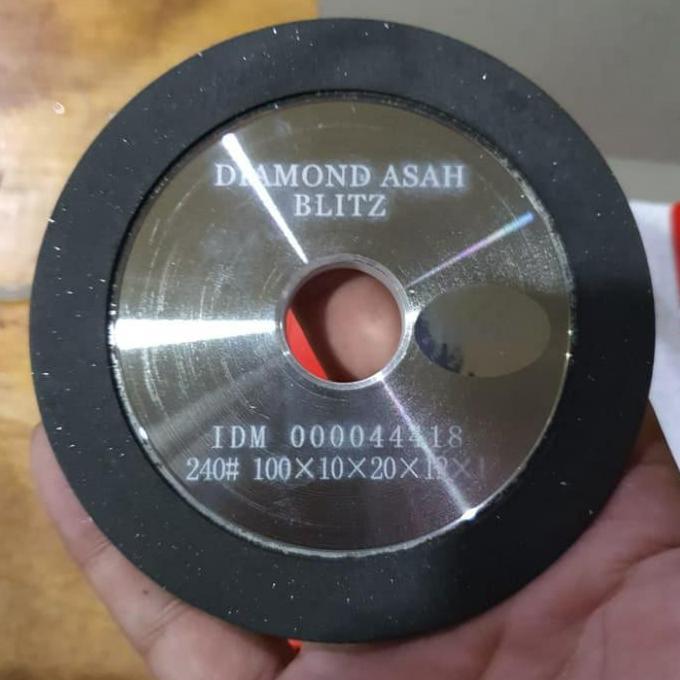 DIAMOND ASAH
BLITZ
IDM 000044418
240# 100×10×20×12×